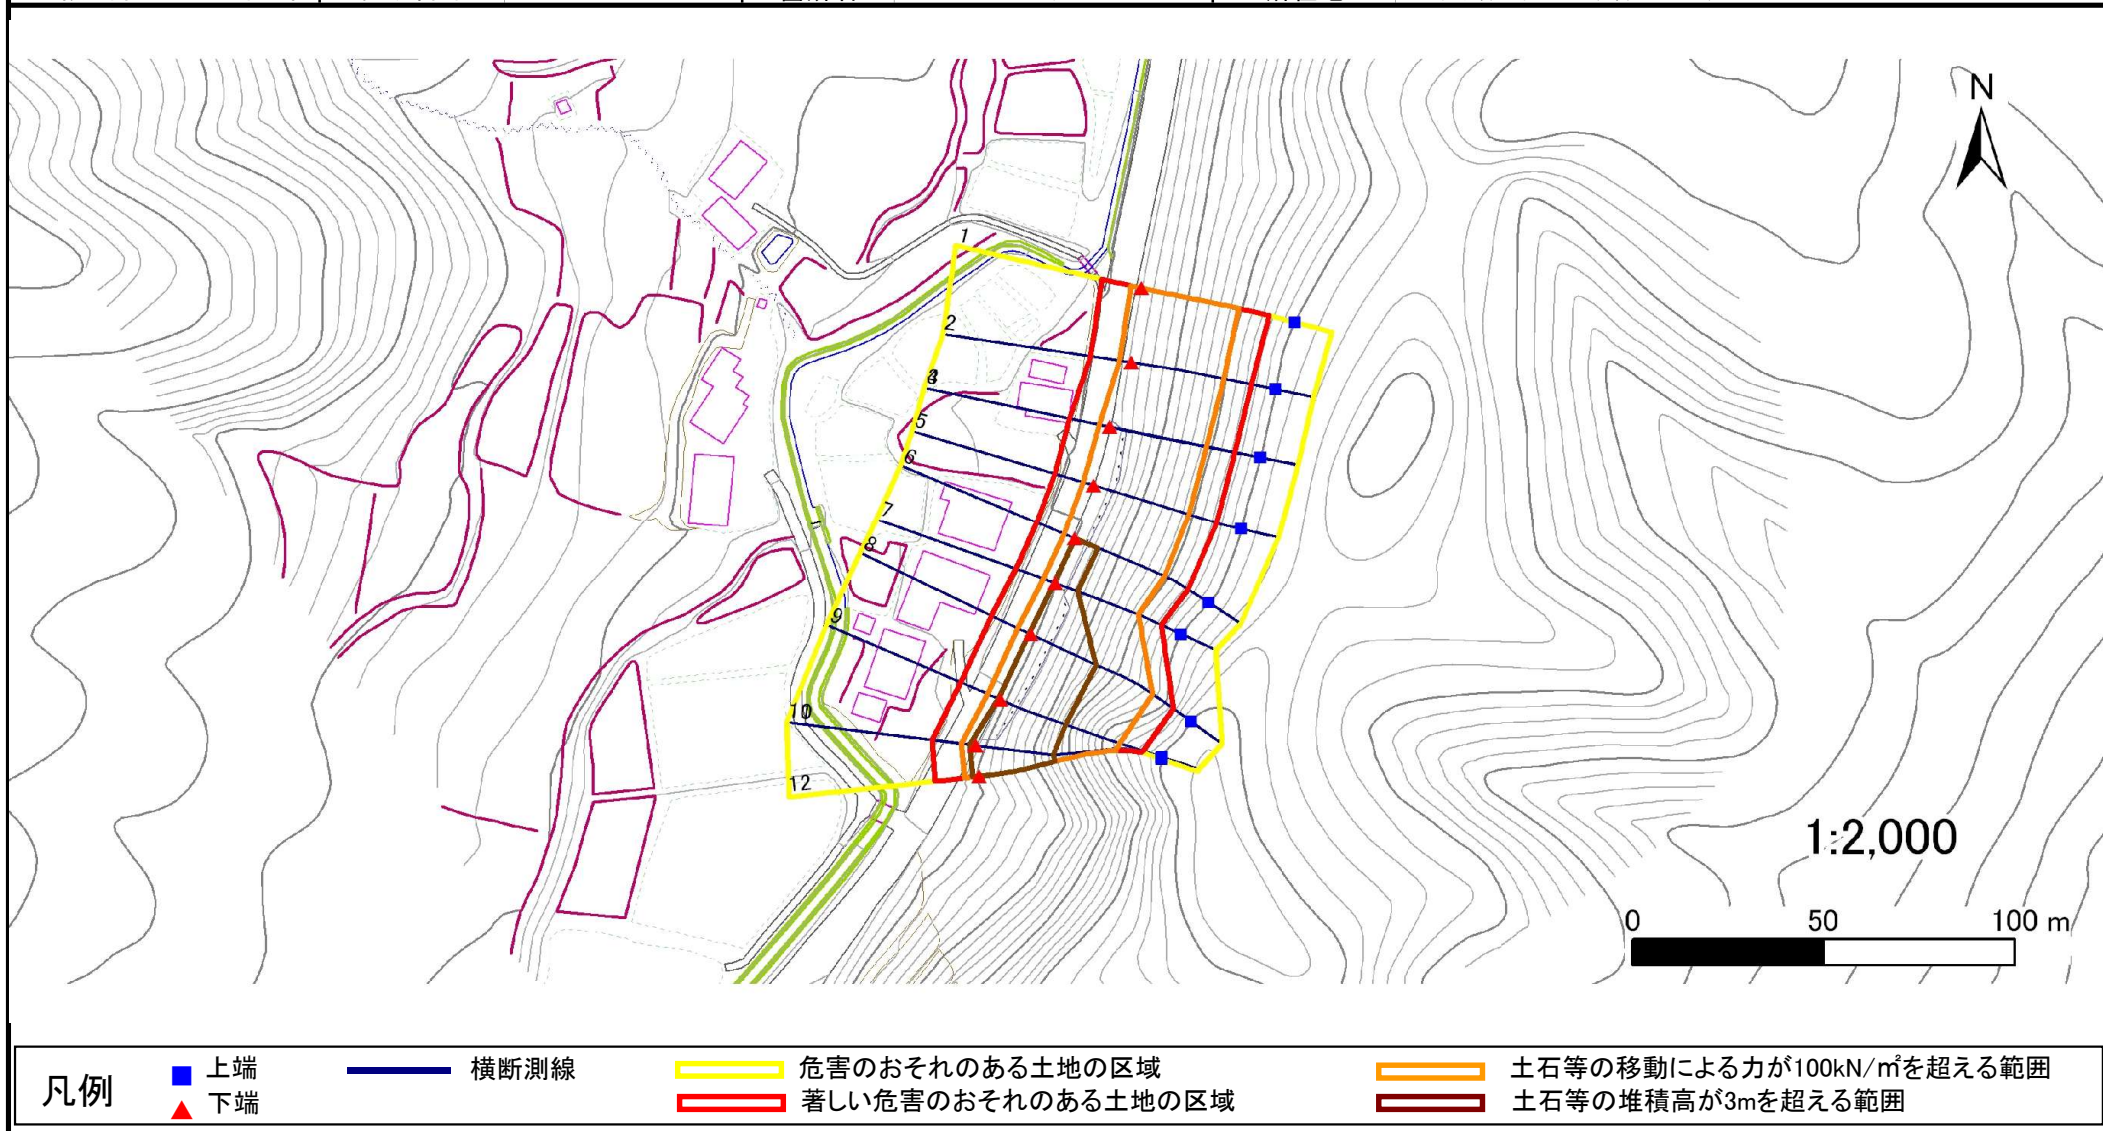 N
1
2
4
5
6
7
8
9
10
12
1:2,000
0 50 100 m
凡例
上端
下端
横断測線
危害のおそれのある土地の区域
著しい危害のおそれのある土地の区域
土石等の移動による力が100kN/㎡を超える範囲
土石等の堆積高が3mを超える範囲